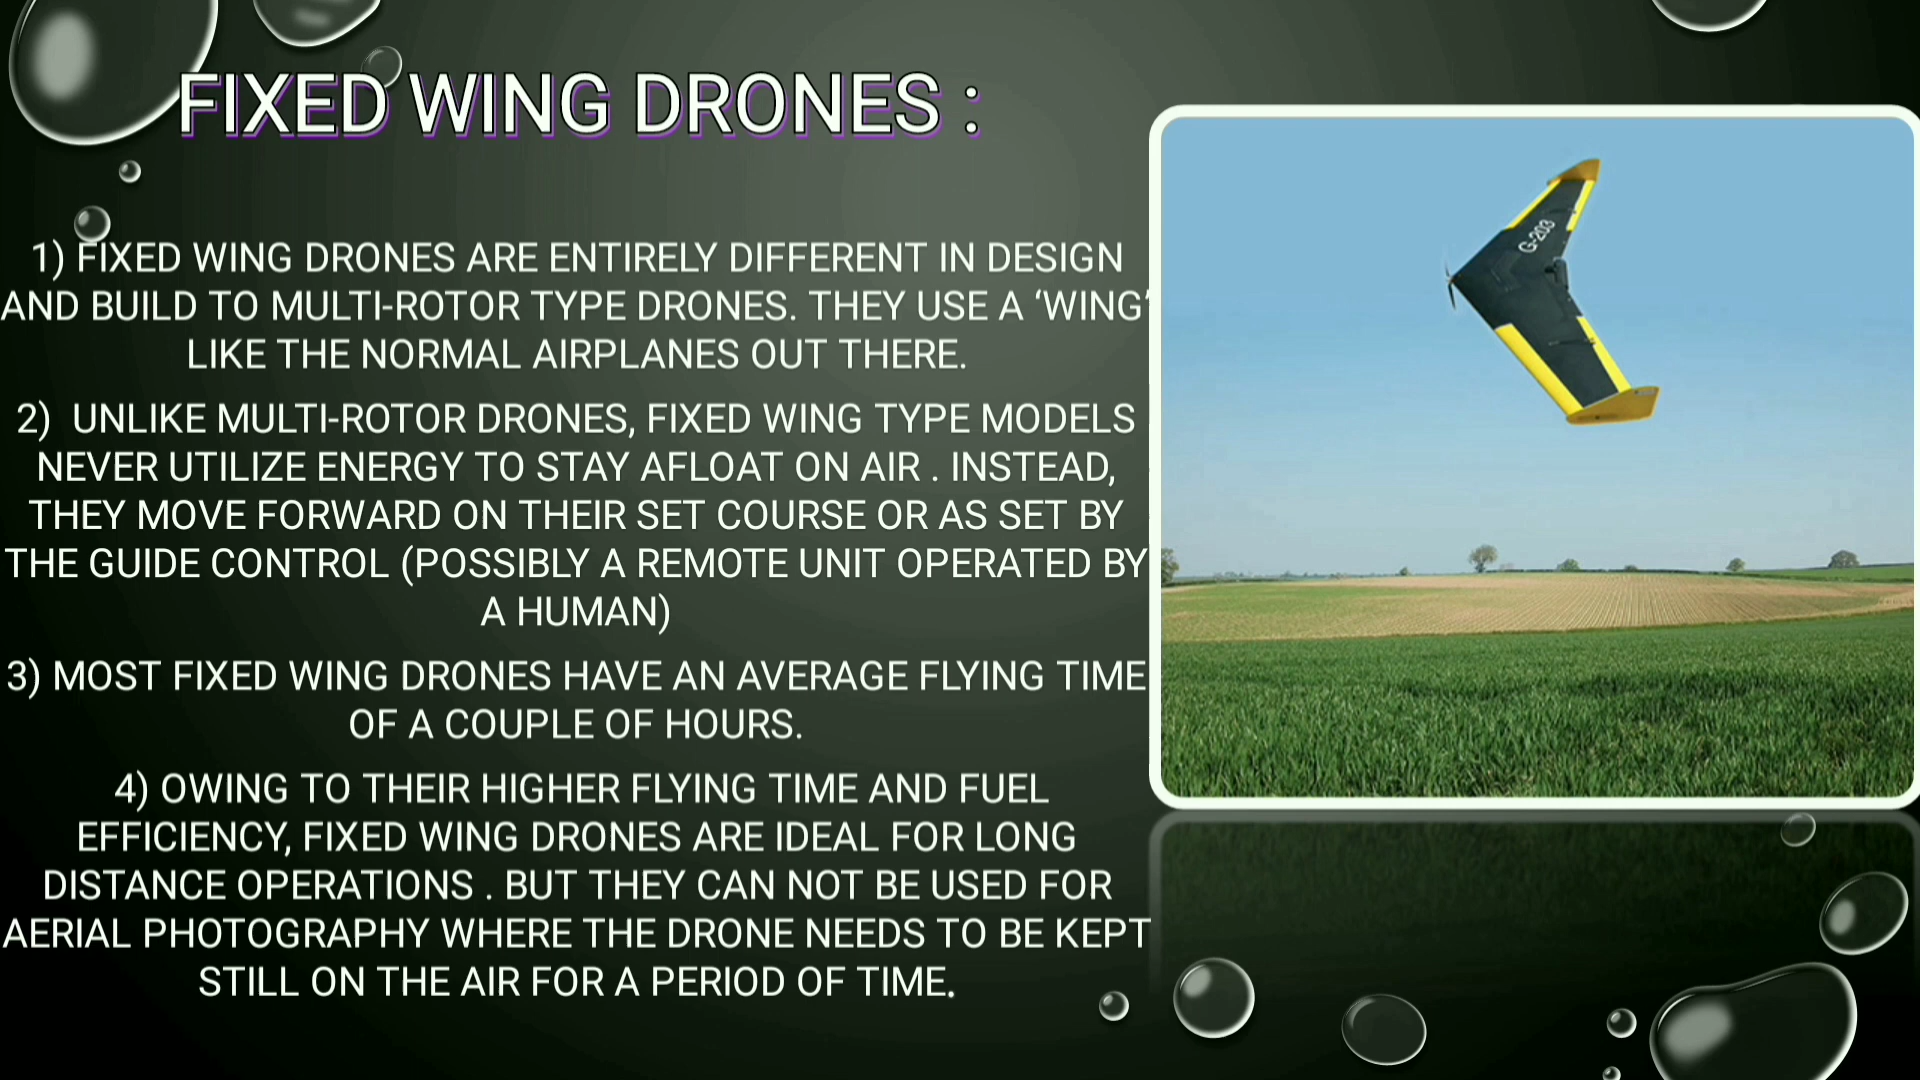 FIXED WING DRONES :
1) FIXED WING DRONES ARE ENTIRELY DIFFERENT IN DESIGN
AND BUILD TO MULTI-ROTOR TYPE DRONES. THEY USE A ‘WING’
LIKE THE NORMAL AIRPLANES OUT THERE.
2) UNLIKE MULTI-ROTOR DRONES, FIXED WING TYPE MODELS
NEVER UTILIZE ENERGY TO STAY AFLOAT ON AIR . INSTEAD,
THEY MOVE FORWARD ON THEIR SET COURSE OR AS SET BY
THE GUIDE CONTROL (POSSIBLY A REMOTE UNIT OPERATED BY
A HUMAN)
3) MOST FIXED WING DRONES HAVE AN AVERAGE FLYING TIME
OF A COUPLE OF HOURS.
4) OWING TO THEIR HIGHER FLYING TIME AND FUEL
EFFICIENCY, FIXED WING DRONES ARE IDEAL FOR LONG
DISTANCE OPERATIONS . BUT THEY CAN NOT BE USED FOR
AERIAL PHOTOGRAPHY WHERE THE DRONE NEEDS TO BE KEPT
STILL ON THE AIR FOR A PERIOD OF TIME.
G-203